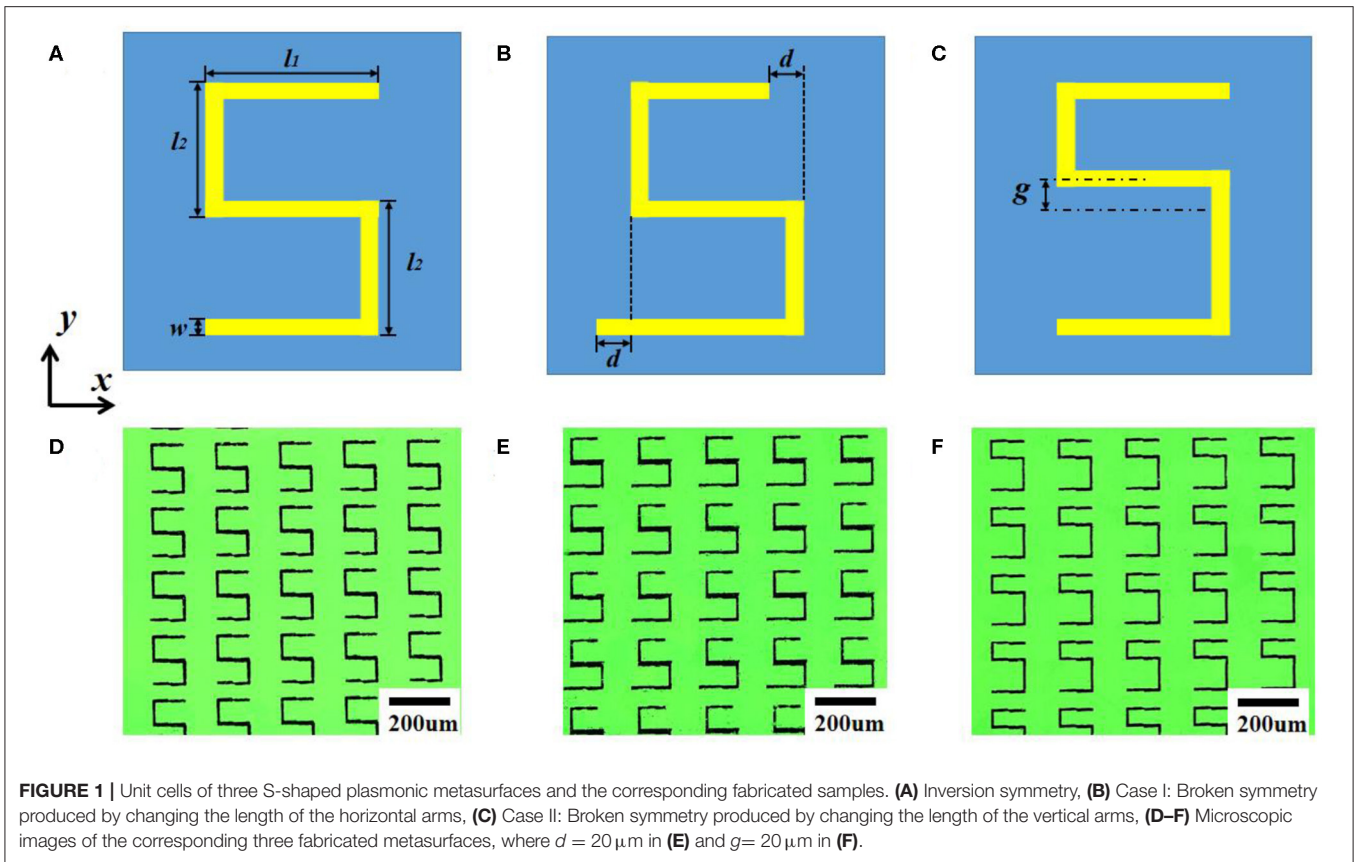 A
l1
l2
l2
w
y
x
B
d
d
C
g
D
200um
E
200um
F
200um
FIGURE 1 | Unit cells of three S-shaped plasmonic metasurfaces and the corresponding fabricated samples. (A) Inversion symmetry, (B) Case I: Broken symmetry
produced by changing the length of the horizontal arms, (C) Case II: Broken symmetry produced by changing the length of the vertical arms, (D–F) Microscopic
images of the corresponding three fabricated metasurfaces, where d = 20 μm in (E) and g= 20 μm in (F).